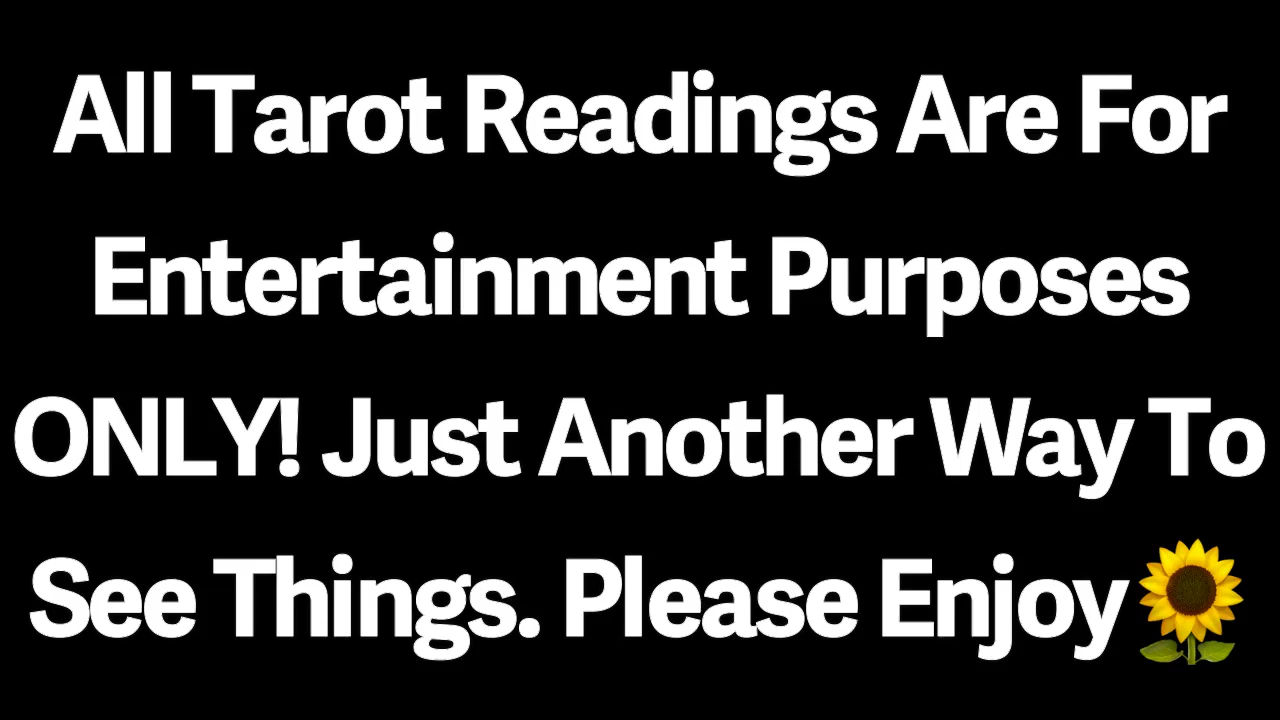 All Tarot Readings Are For
Entertainment Purposes
ONLY! Just Another Way To
See Things. Please Enjoy🌻